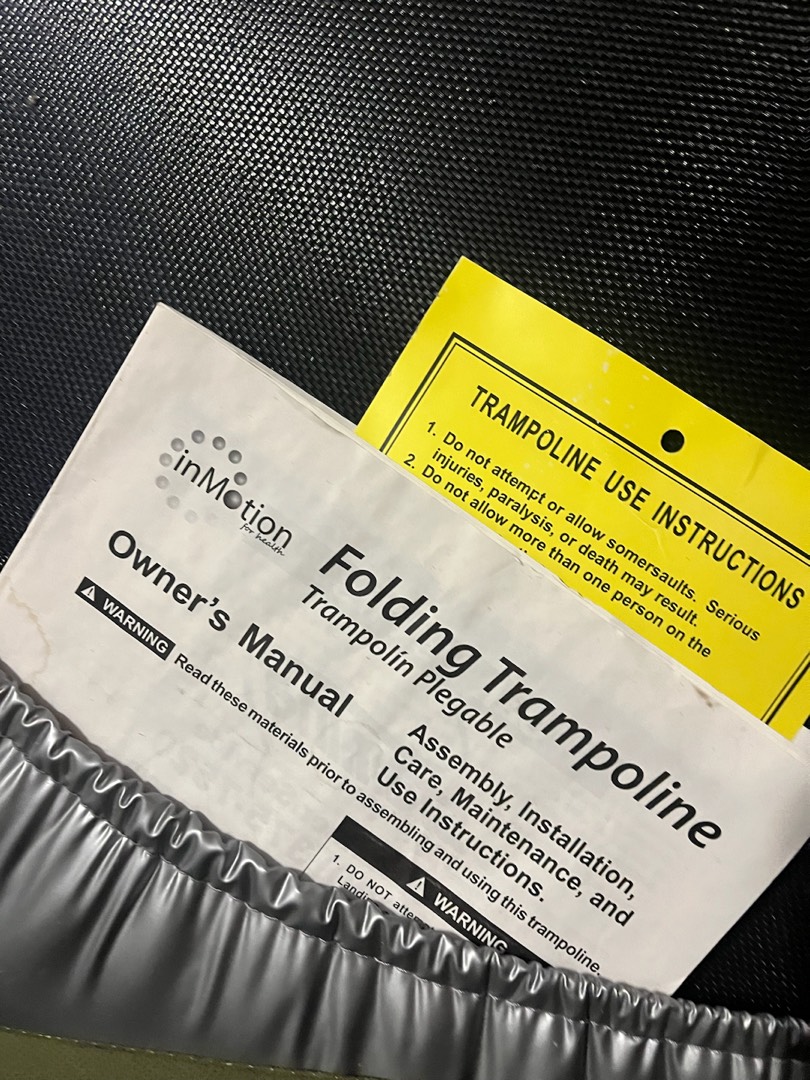 TRAMPOLINE USE INSTRUCTIONS
1. Do not attempt or allow somersaults. Serious
injuries, paralysis, or death may result.
2. Do not allow more than one person on the
inMotion
for health
Folding Trampoline
Trampolín Plegable
Owner's Manual
Assembly, Installation,
Care, Maintenance, and
Use Instructions.
WARNING Read these materials prior to assembling and using this trampoline.
WARNING
1. DO NOT